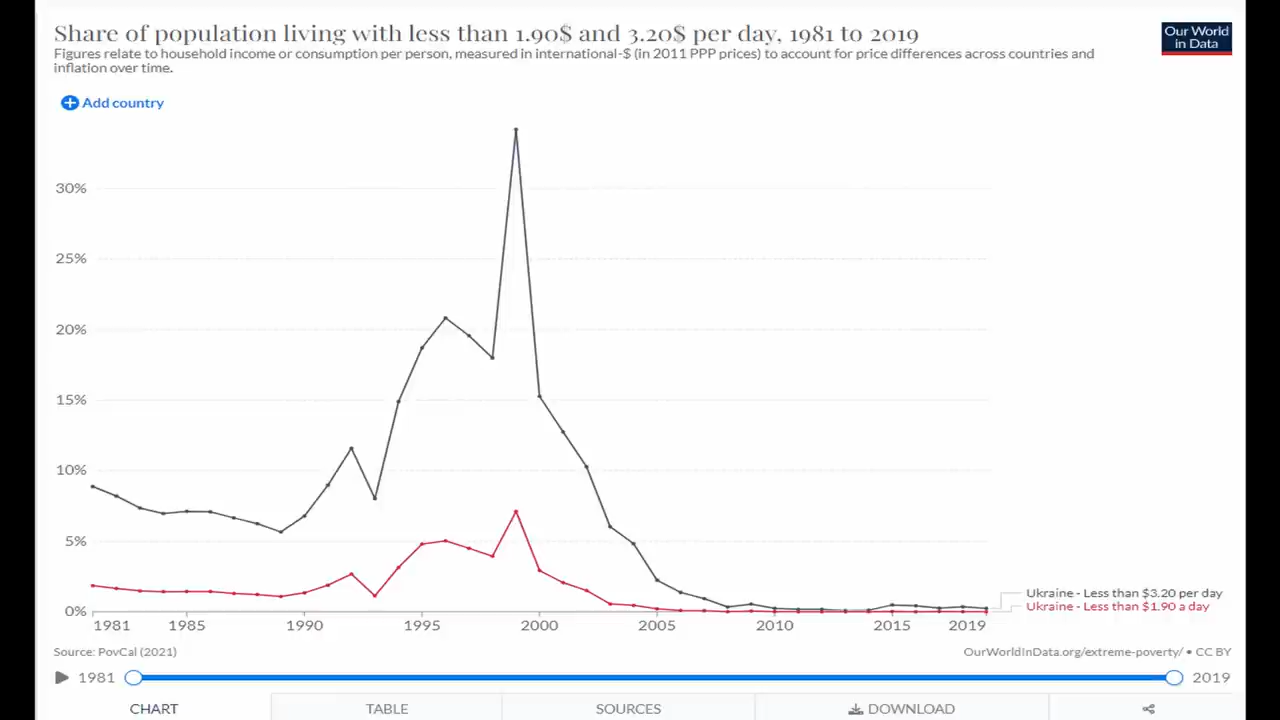 Share of population living with less than 1.90$ and 3.20$ per day, 1981 to 2019
Our World
in Data
Figures relate to household income or consumption per person, measured in international-$ (in 2011 PPP prices) to account for price differences across countries and
inflation over time.
Add country
30%
25%
20%
15%
10%
5%
0%
Ukraine - Less than $3.20 per day
Ukraine - Less than $1.90 a day
1981 1985 1990 1995 2000 2005 2010 2015 2019
Source: PovCal (2021)
OurWorldInData.org/extreme-poverty/ • CC BY
1981 2019
CHART TABLE SOURCES DOWNLOAD